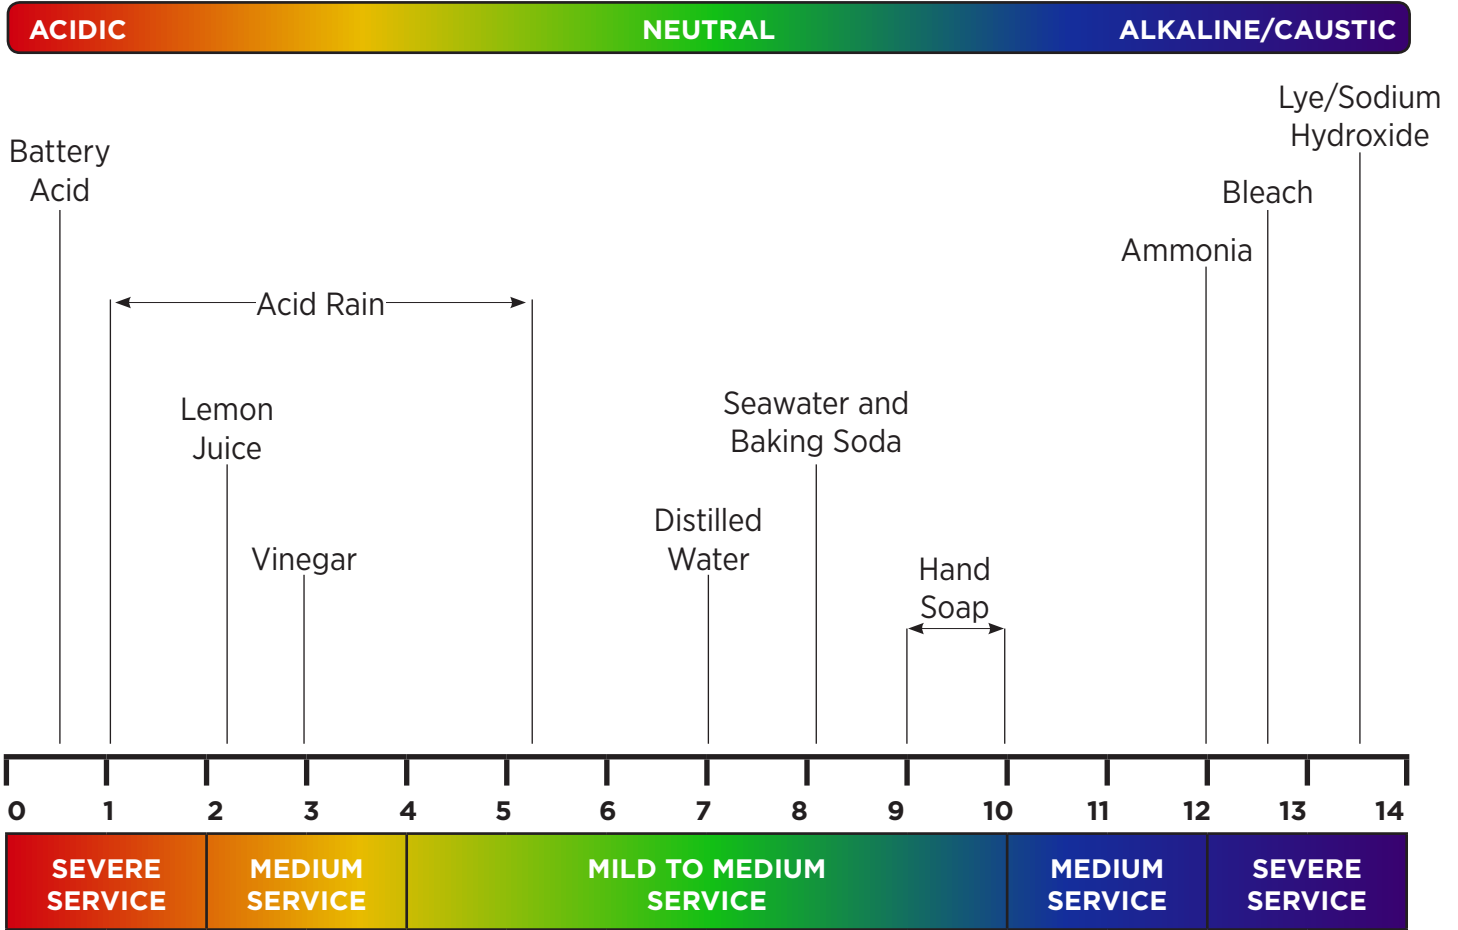 ACIDIC NEUTRAL ALKALINE/CAUSTIC
Lye/Sodium
Hydroxide
Battery
Acid
Bleach
Ammonia
Acid Rain
Lemon
Juice
Seawater and
Baking Soda
Vinegar
Distilled
Water
Hand
Soap
0 1 2 3 4 5 6 7 8 9 10 11 12 13 14
SEVERE
SERVICE
MEDIUM
SERVICE
MILD TO MEDIUM
SERVICE
MEDIUM
SERVICE
SEVERE
SERVICE